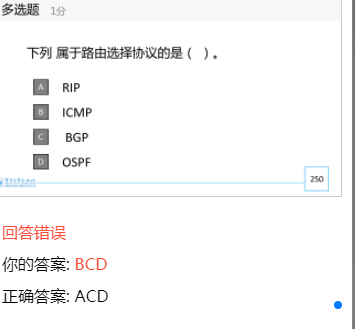 多选题 1分
下列 属于路由选择协议的是（ ）。
A RIP
B ICMP
C BGP
D OSPF
250
回答错误
你的答案: BCD
正确答案: ACD